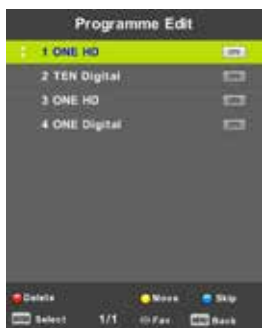 Programme Edit
1 ONE HD
2 TEN Digital
3 ONE HD
4 ONE Digital
Delete Move Skip
Select 1/1 Fav Back